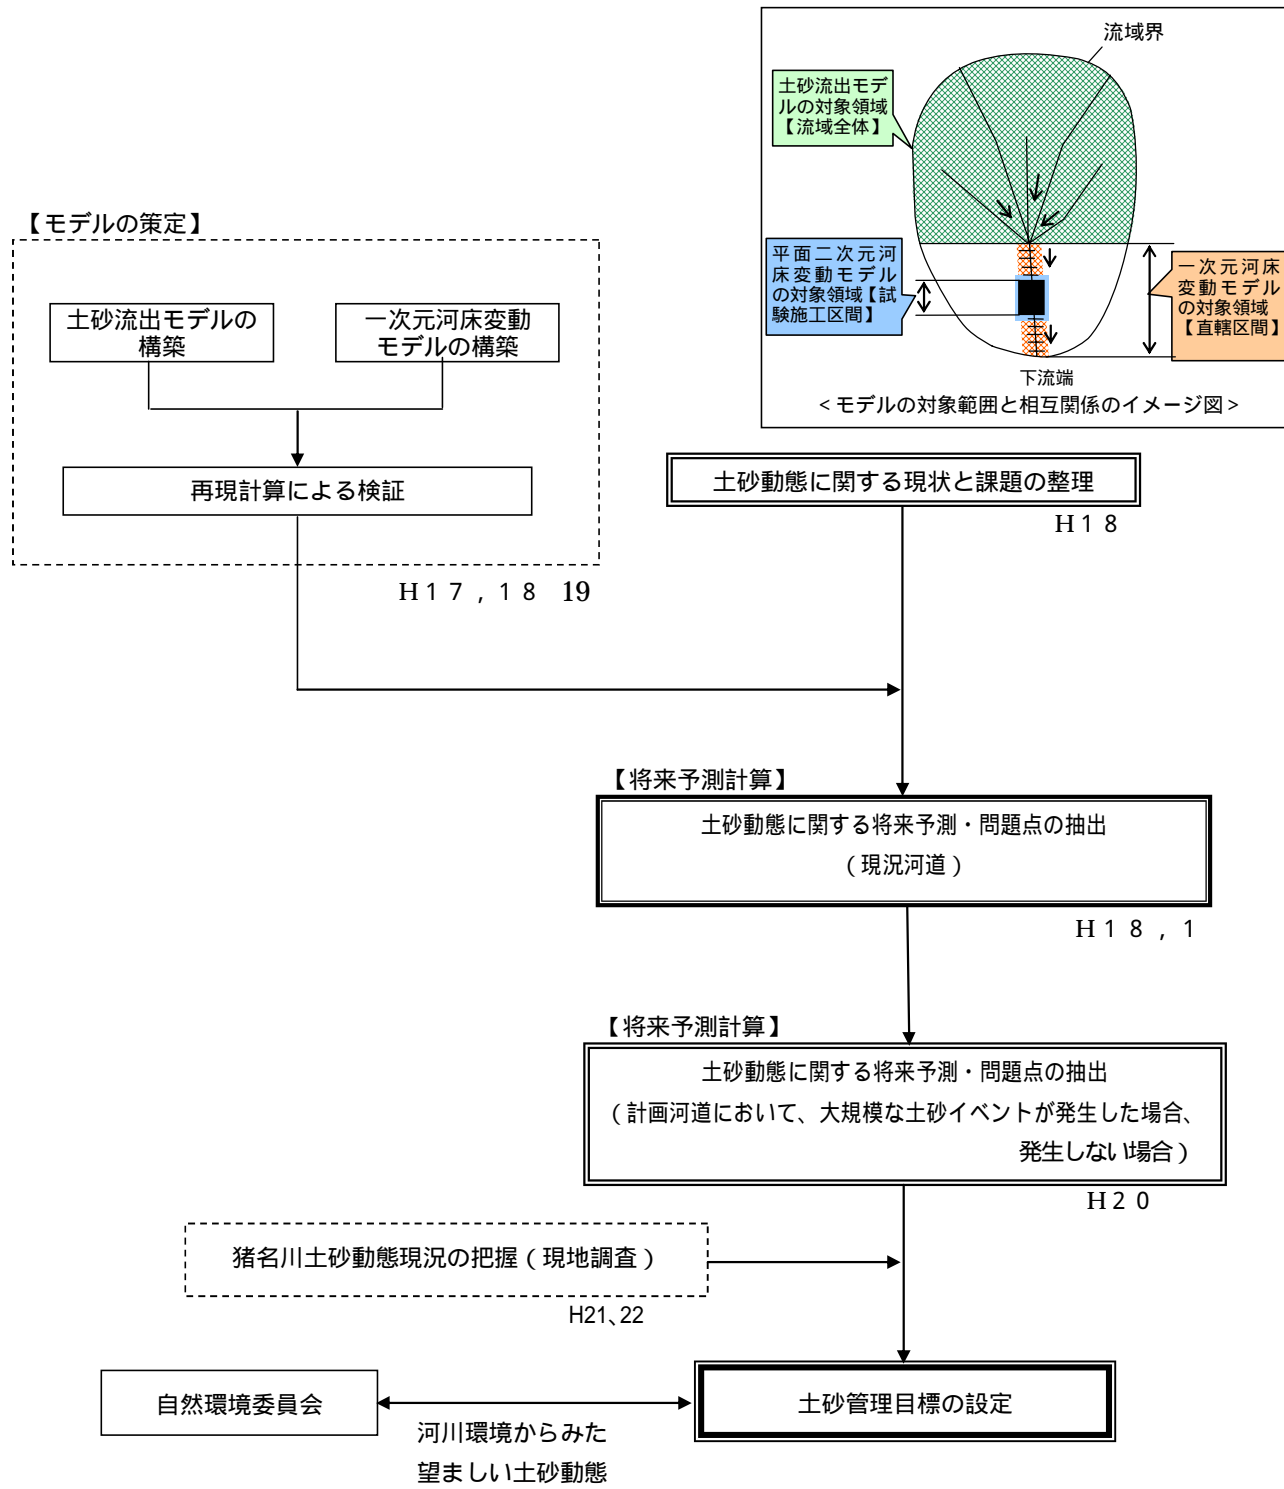 流域界
土砂流出モデ
ルの対象領域
【流域全体】
平面二次元河
床変動モデル
の対象領域【試
験施工区間】
一次元河床
変動モデル
の対象領域
【直轄区間】
下流端
<モデルの対象範囲と相互関係のイメージ図>
【モデルの策定】
土砂流出モデルの
構築
一次元河床変動
モデルの構築
再現計算による検証
H17,18 19
土砂動態に関する現状と課題の整理
H18
【将来予測計算】
土砂動態に関する将来予測・問題点の抽出
(現況河道)
H18,1
【将来予測計算】
土砂動態に関する将来予測・問題点の抽出
(計画河道において、大規模な土砂イベントが発生した場合、
発生しない場合)
H20
猪名川土砂動態現況の把握(現地調査)
H21、22
自然環境委員会
河川環境からみた
望ましい土砂動態
土砂管理目標の設定